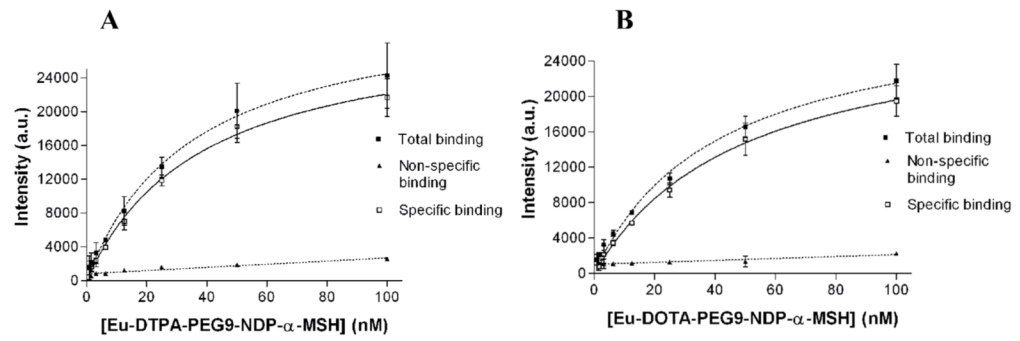 A
Intensity (a.u.)
24000
20000
16000
12000
8000
4000
0
0
20
40
60
80
100
[Eu-DTPA-PEG9-NDP-α-MSH] (nM)
Total binding
Non-specific
binding
Specific binding
B
Intensity (a.u.)
24000
20000
16000
12000
8000
4000
0
0
20
40
60
80
100
[Eu-DOTA-PEG9-NDP-α-MSH] (nM)
Total binding
Non-specific
binding
Specific binding